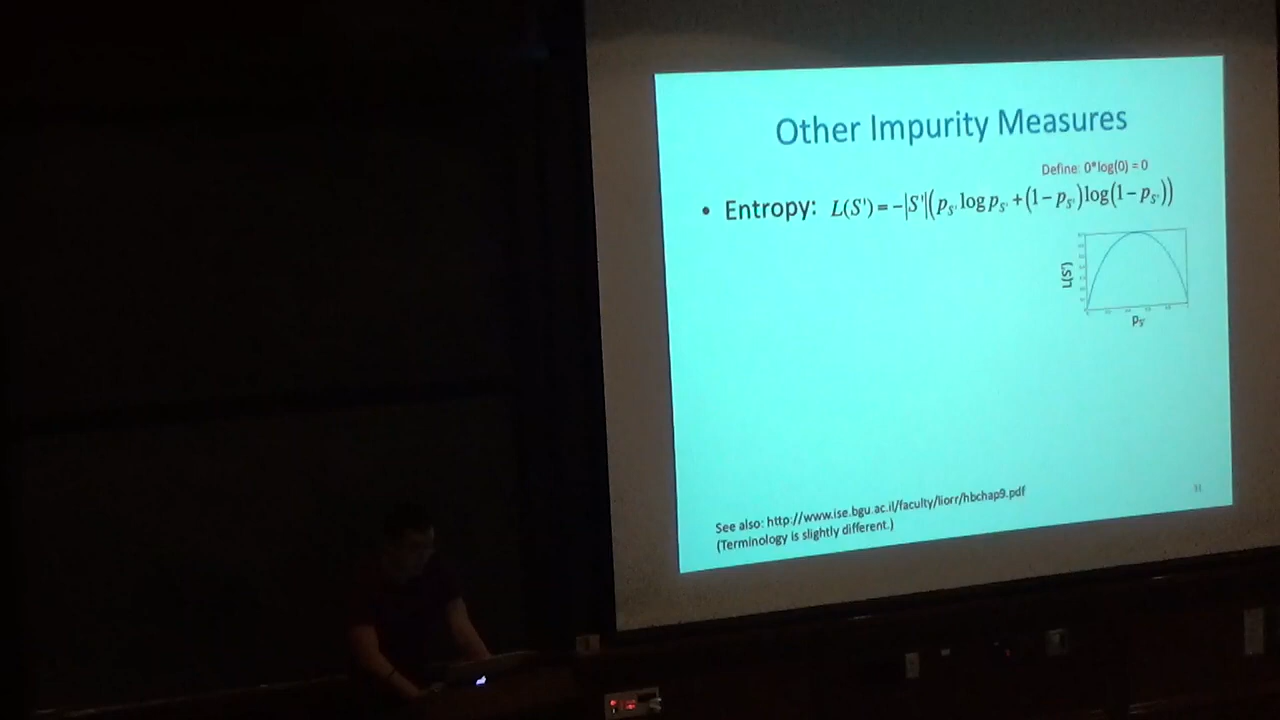 Other Impurity Measures
Define: 0*log(0) = 0
• Entropy: L(S') = −|S'|(p_S' log p_S' + (1 − p_S') log(1 − p_S'))
L(S')
p_S'
See also: http://www.ise.bgu.ac.il/faculty/liorr/hbchap9.pdf
(Terminology is slightly different.)
31